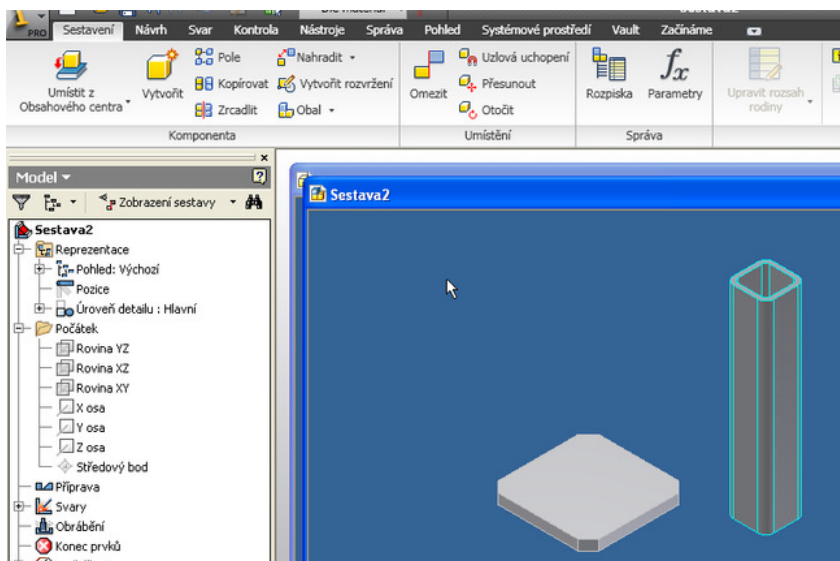 PRO Sestavení Návrh Svar Kontrola Nástroje Správa Pohled Systémové prostředí Vault Začínáme
Umístit z
Obsahového centra
Vytvořit
Pole
Kopírovat
Zrcadlit
Nahradit
Vytvořit rozvržení
Obal
Omezit
Uzlová uchopení
Přesunout
Otočit
Rozpiska
fx
Parametry
Upravit rozsah
rodiny
Komponenta Umístění Správa
Model
Zobrazení sestavy
Sestava2
Reprezentace
Pohled: Výchozí
Pozice
Úroveň detailu : Hlavní
Počátek
Rovina YZ
Rovina XZ
Rovina XY
X osa
Y osa
Z osa
Středový bod
Příprava
Svary
Obrábění
Konec prvků
Sestava2